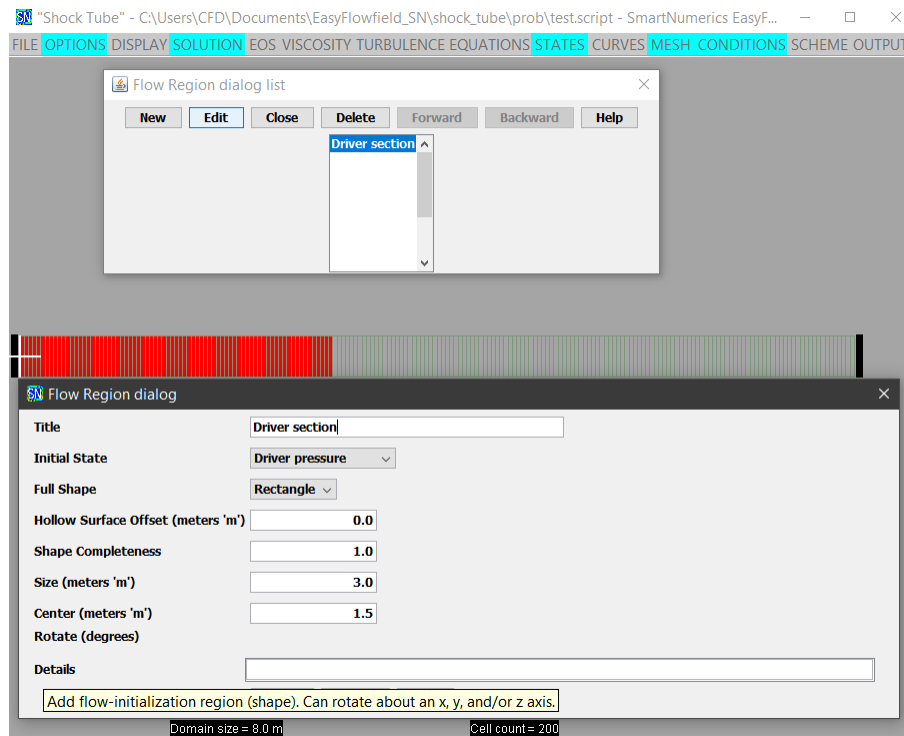 "Shock Tube" - C:\Users\CFD\Documents\EasyFlowfield_SN\shock_tube\prob\test.script - SmartNumerics EasyF...
FILE OPTIONS DISPLAY SOLUTION EOS VISCOSITY TURBULENCE EQUATIONS STATES CURVES MESH CONDITIONS SCHEME OUTPUT
Flow Region dialog list
New Edit Close Delete Forward Backward Help
Driver section
SN Flow Region dialog
Title Driver section
Initial State Driver pressure
Full Shape Rectangle
Hollow Surface Offset (meters 'm') 0.0
Shape Completeness 1.0
Size (meters 'm') 3.0
Center (meters 'm') 1.5
Rotate (degrees)
Details
Add flow-initialization region (shape). Can rotate about an x, y, and/or z axis.
Domain size = 8.0 m Cell count= 200